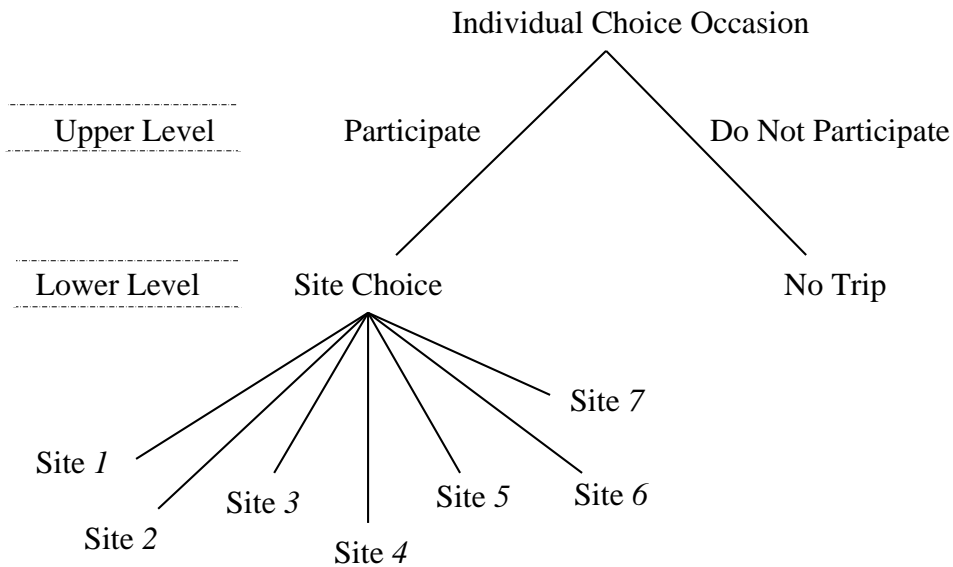 Individual Choice Occasion
Upper Level
Participate
Do Not Participate
Lower Level
Site Choice
No Trip
Site 7
Site 1
Site 3
Site 5
Site 6
Site 2
Site 4